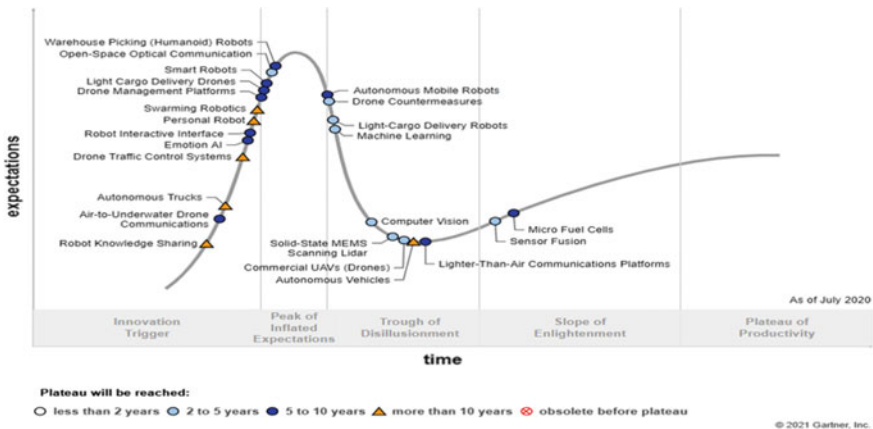 Warehouse Picking (Humanoid) Robots
Open-Space Optical Communication
Smart Robots
Light Cargo Delivery Drones
Drone Management Platforms
Swarming Robotics
Personal Robot
Robot Interactive Interface
Emotion AI
Drone Traffic Control Systems
Autonomous Trucks
Air-to-Underwater Drone
Communications
Robot Knowledge Sharing
Autonomous Mobile Robots
Drone Countermeasures
Light-Cargo Delivery Robots
Machine Learning
Computer Vision
Solid-State MEMS
Scanning Lidar
Commercial UAVs (Drones)
Autonomous Vehicles
Lighter-Than-Air Communications Platforms
Micro Fuel Cells
Sensor Fusion
expectations
As of July 2020
Innovation
Trigger
Peak of
Inflated
Expectations
Trough of
Disillusionment
Slope of
Enlightenment
Plateau of
Productivity
time
Plateau will be reached:
less than 2 years 2 to 5 years 5 to 10 years more than 10 years obsolete before plateau
© 2021 Gartner, Inc.